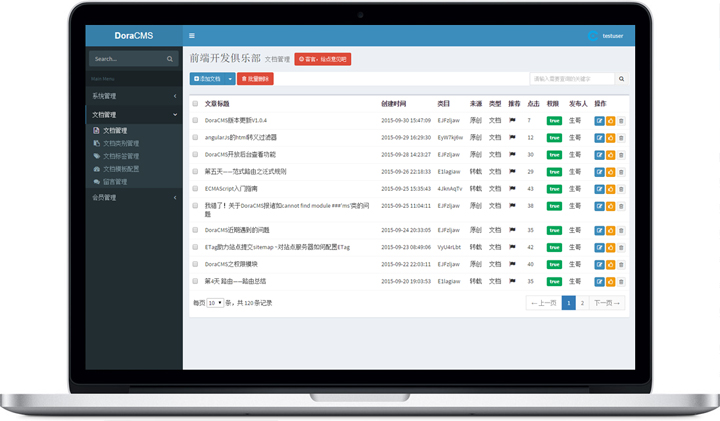 DoraCMS
testuser
Search...
Main Menu
系统管理
文档管理
文档管理
文档类别管理
文档标签管理
文档模板配置
留言管理
会员管理
前端开发俱乐部 文档管理
添加文档 批量删除
请输入需要查询的关键字
文章标题 创建时间 类目 来源 类型 推荐 点击 权限 发布人 操作
DoraCMS版本更新V1.0.4 2015-09-30 15:47:09 EJFzljaw 原创 文档 7 true 生哥
angularJs的html转义过滤器 2015-09-29 16:29:30 EyW7kj6w 原创 文档 12 true 生哥
DoraCMS开放后台查看功能 2015-09-28 14:23:27 EJFzljaw 原创 文档 30 true 生哥
第五天——范式路由之泛式规则 2015-09-26 22:18:33 E1lagiaw 转载 文档 29 true 生哥
ECMAScript入门指南 2015-09-25 15:35:43 4JknAqTv 转载 文档 43 true 生哥
我错了！关于DoraCMS报诸如cannot find module ###'ms'类的问题 2015-09-25 11:04:11 EJFzljaw 原创 文档 38 true 生哥
DoraCMS近期遇到的问题 2015-09-24 20:33:05 EJFzljaw 原创 文档 35 true 生哥
ETag助力站点提交sitemap -对站点服务器如何配置ETag 2015-09-23 08:49:06 VyU4rLbt 转载 文档 42 true 生哥
DoraCMS之权限模块 2015-09-22 22:03:11 EJFzljaw 原创 文档 40 true 生哥
第4天 路由——路由总结 2015-09-20 19:03:53 E1lagiaw 转载 文档 35 true 生哥
每页 10 条，共 120 条记录
← 上一页 1 2 下一页 →